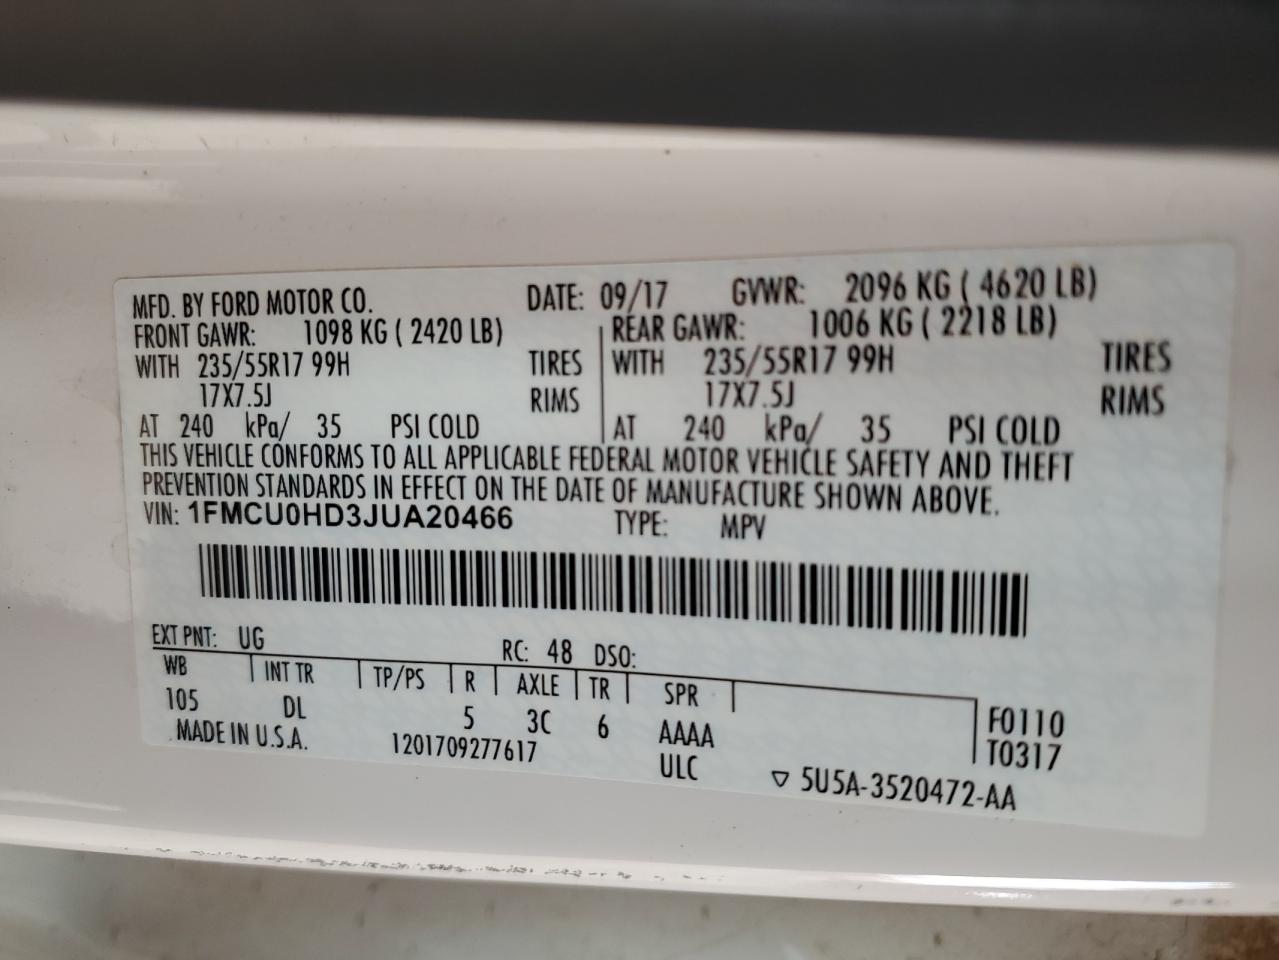 MFD. BY FORD MOTOR CO. DATE: 09/17 GVWR: 2096 KG ( 4620 LB)
FRONT GAWR: 1098 KG ( 2420 LB) REAR GAWR: 1006 KG ( 2218 LB)
WITH 235/55R17 99H TIRES WITH 235/55R17 99H TIRES
17X7.5J RIMS 17X7.5J RIMS
AT 240 kPa/ 35 PSI COLD AT 240 kPa/ 35 PSI COLD
THIS VEHICLE CONFORMS TO ALL APPLICABLE FEDERAL MOTOR VEHICLE SAFETY AND THEFT
PREVENTION STANDARDS IN EFFECT ON THE DATE OF MANUFACTURE SHOWN ABOVE.
VIN: 1FMCU0HD3JUA20466 TYPE: MPV
EXT PNT: UG RC: 48 DSO:
WB INT TR TP/PS R AXLE TR SPR
105 DL 5 3C 6 AAAA F0110
T0317
MADE IN U.S.A. 1201709277617 ULC ▽ 5U5A-3520472-AA